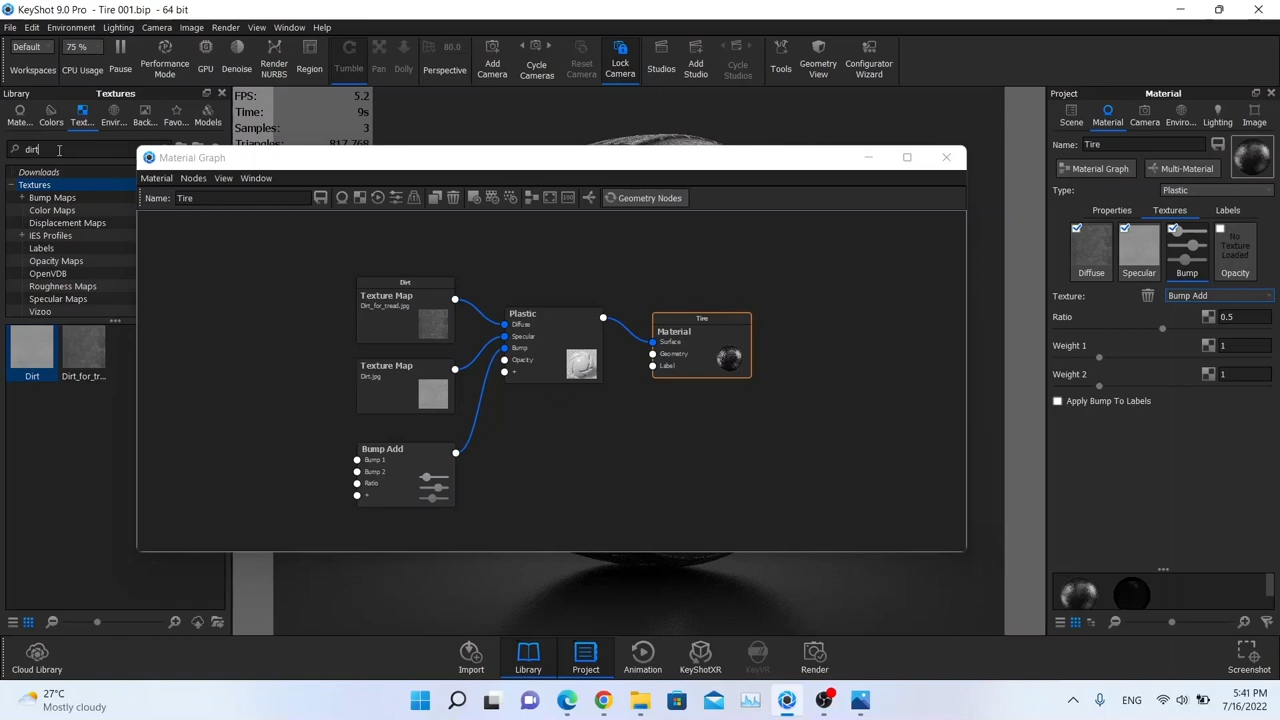 KeyShot 9.0 Pro - Tire 001.bip - 64 bit
File Edit Environment Lighting Camera Image Render View Window Help
Default 75 % 80.0
Workspaces CPU Usage Pause Performance Mode GPU Denoise Render NURBS Region Tumble Pan Dolly Perspective Add Camera Cycle Cameras Reset Camera Lock Camera Studios Add Studio Cycle Studios Tools Geometry View Configurator Wizard
Library Textures
Mate... Colors Text... Envir... Back... Favo... Models
dirt
Downloads
Textures
Bump Maps
Color Maps
Displacement Maps
IES Profiles
Labels
Opacity Maps
OpenVDB
Roughness Maps
Specular Maps
Vizoo
Dirt Dirt_for_tr...
FPS: 5.2
Time: 9s
Samples: 3
Triangles: 817,768
Material Graph
Material Nodes View Window
Name: Tire Geometry Nodes
Dirt
Texture Map
Dirt_for_tread.jpg
Texture Map
Dirt.jpg
Bump Add
Bump 1
Bump 2
Ratio
+
Plastic
Diffuse
Specular
Bump
Opacity
+
Tire
Material
Surface
Geometry
Label
Project Material
Scene Material Camera Enviro... Lighting Image
Name: Tire
Material Graph Multi-Material
Type: Plastic
Properties Textures Labels
No Texture Loaded
Diffuse Specular Bump Opacity
Texture: Bump Add
Ratio 0.5
Weight 1 1
Weight 2 1
Apply Bump To Labels
Cloud Library Import Library Project Animation KeyShotXR KeyVR Render Screenshot
27°C
Mostly cloudy
ENG
5:41 PM
7/16/2022